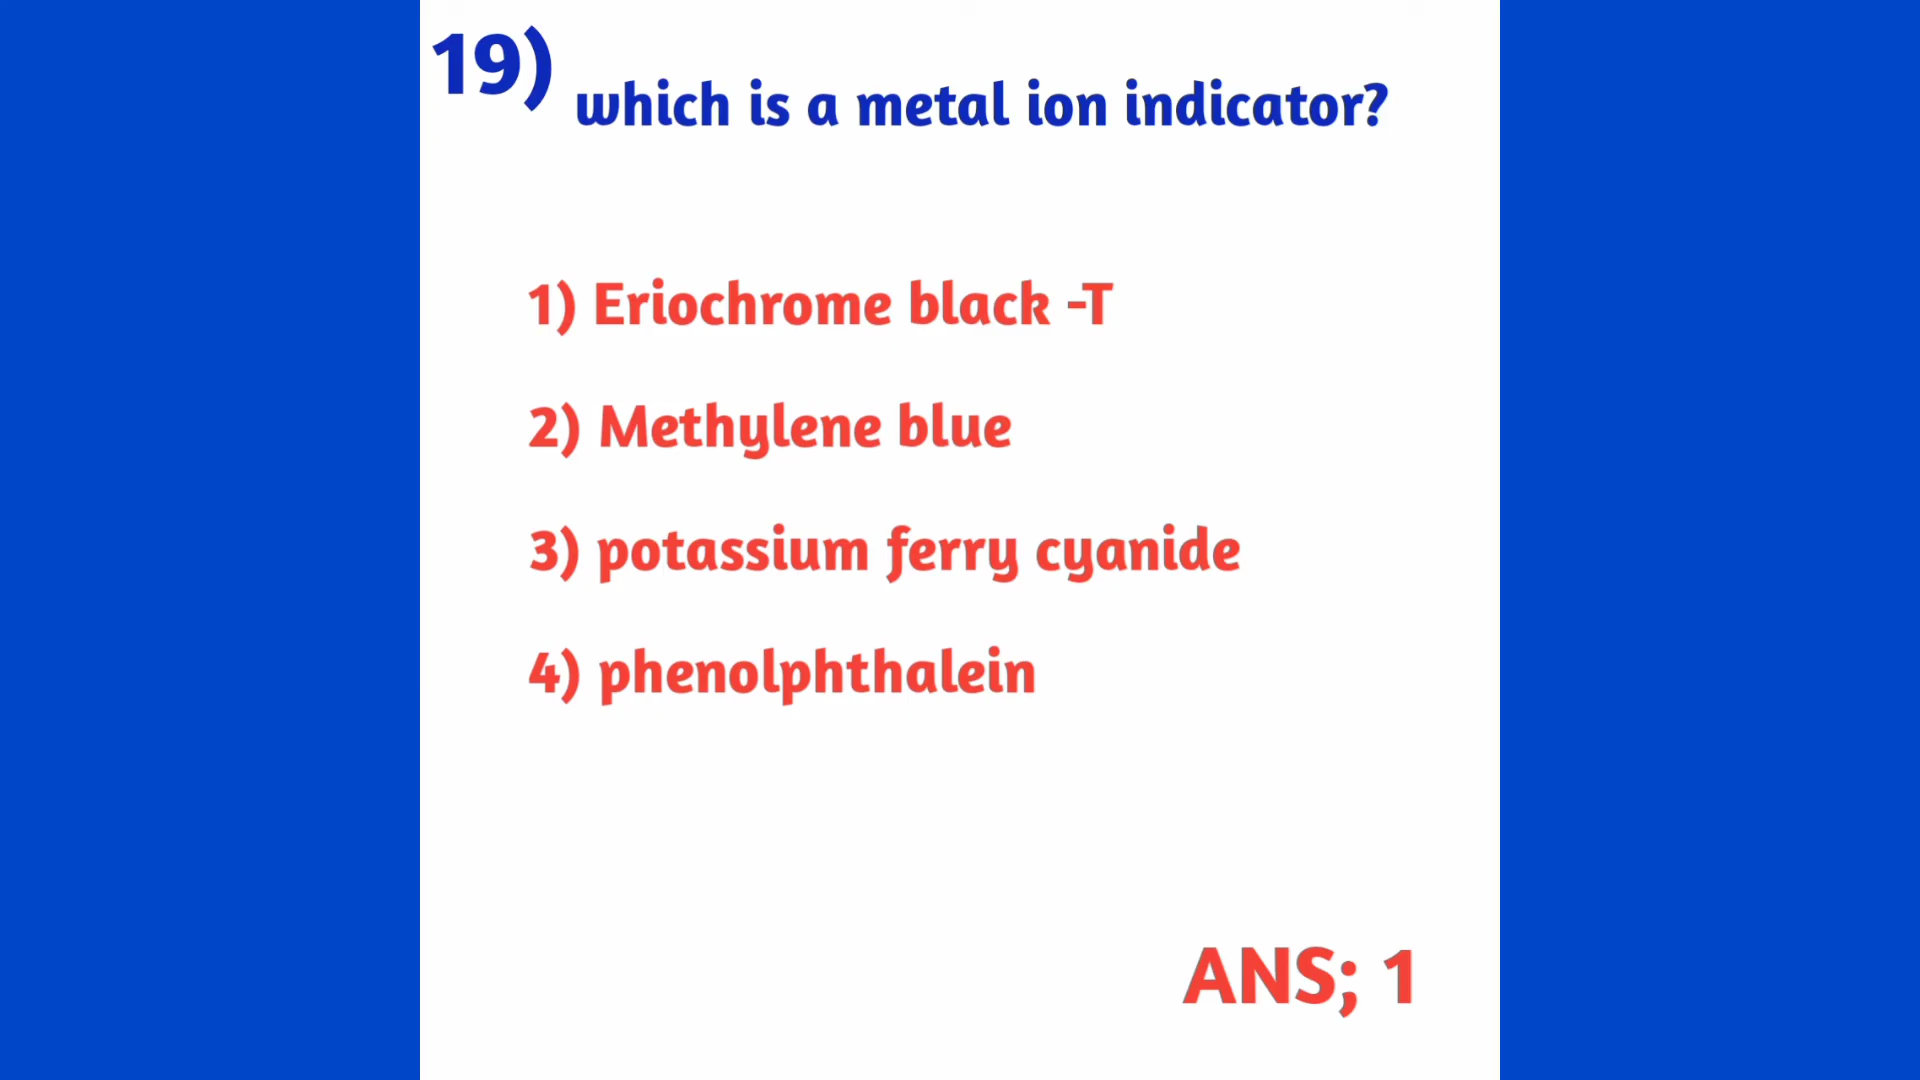 19)
which is a metal ion indicator?
1) Eriochrome black -T
2) Methylene blue
3) potassium ferry cyanide
4) phenolphthalein
ANS; 1